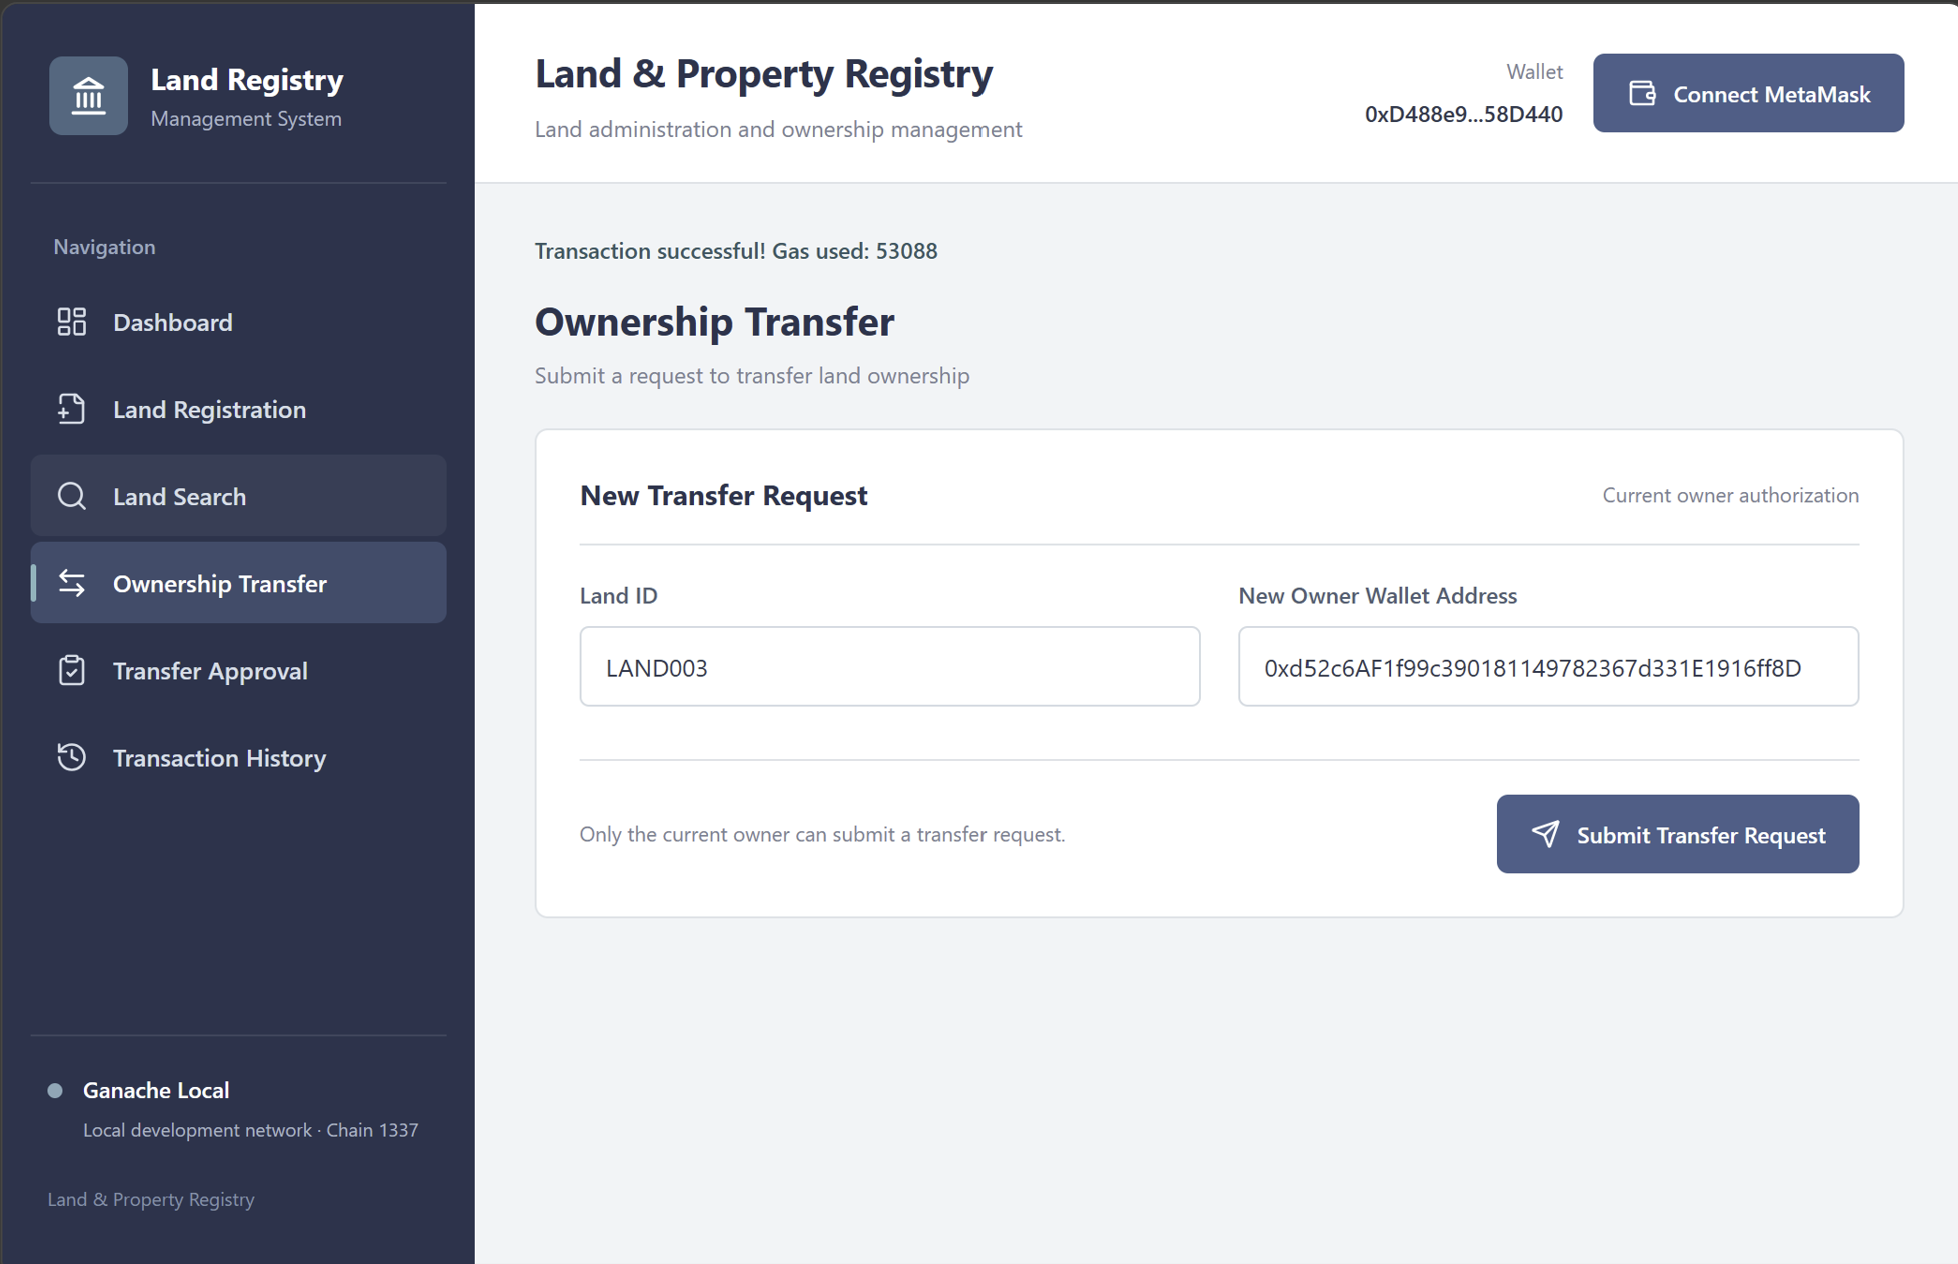 Land Registry
Management System
Navigation
Dashboard
Land Registration
Land Search
Ownership Transfer
Transfer Approval
Transaction History
Ganache Local
Local development network · Chain 1337
Land & Property Registry
Land & Property Registry
Land administration and ownership management
Wallet
0xD488e9...58D440
Connect MetaMask
Transaction successful! Gas used: 53088
Ownership Transfer
Submit a request to transfer land ownership
New Transfer Request
Current owner authorization
Land ID
LAND003
New Owner Wallet Address
0xd52c6AF1f99c390181149782367d331E1916ff8D
Only the current owner can submit a transfer request.
Submit Transfer Request